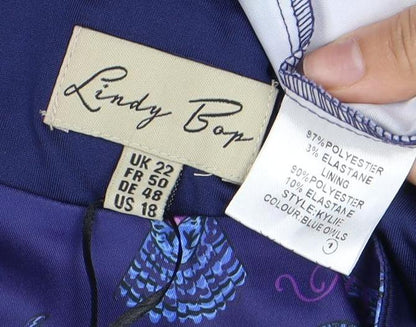 Lindy Bop
UK 22
FR 50
DE 48
US 18
97%POLYESTER
3% ELASTANE
LINING
90%POLYESTER
10% ELASTANE
STYLE:KYLIE
COLOUR:BLUE OWLS
1